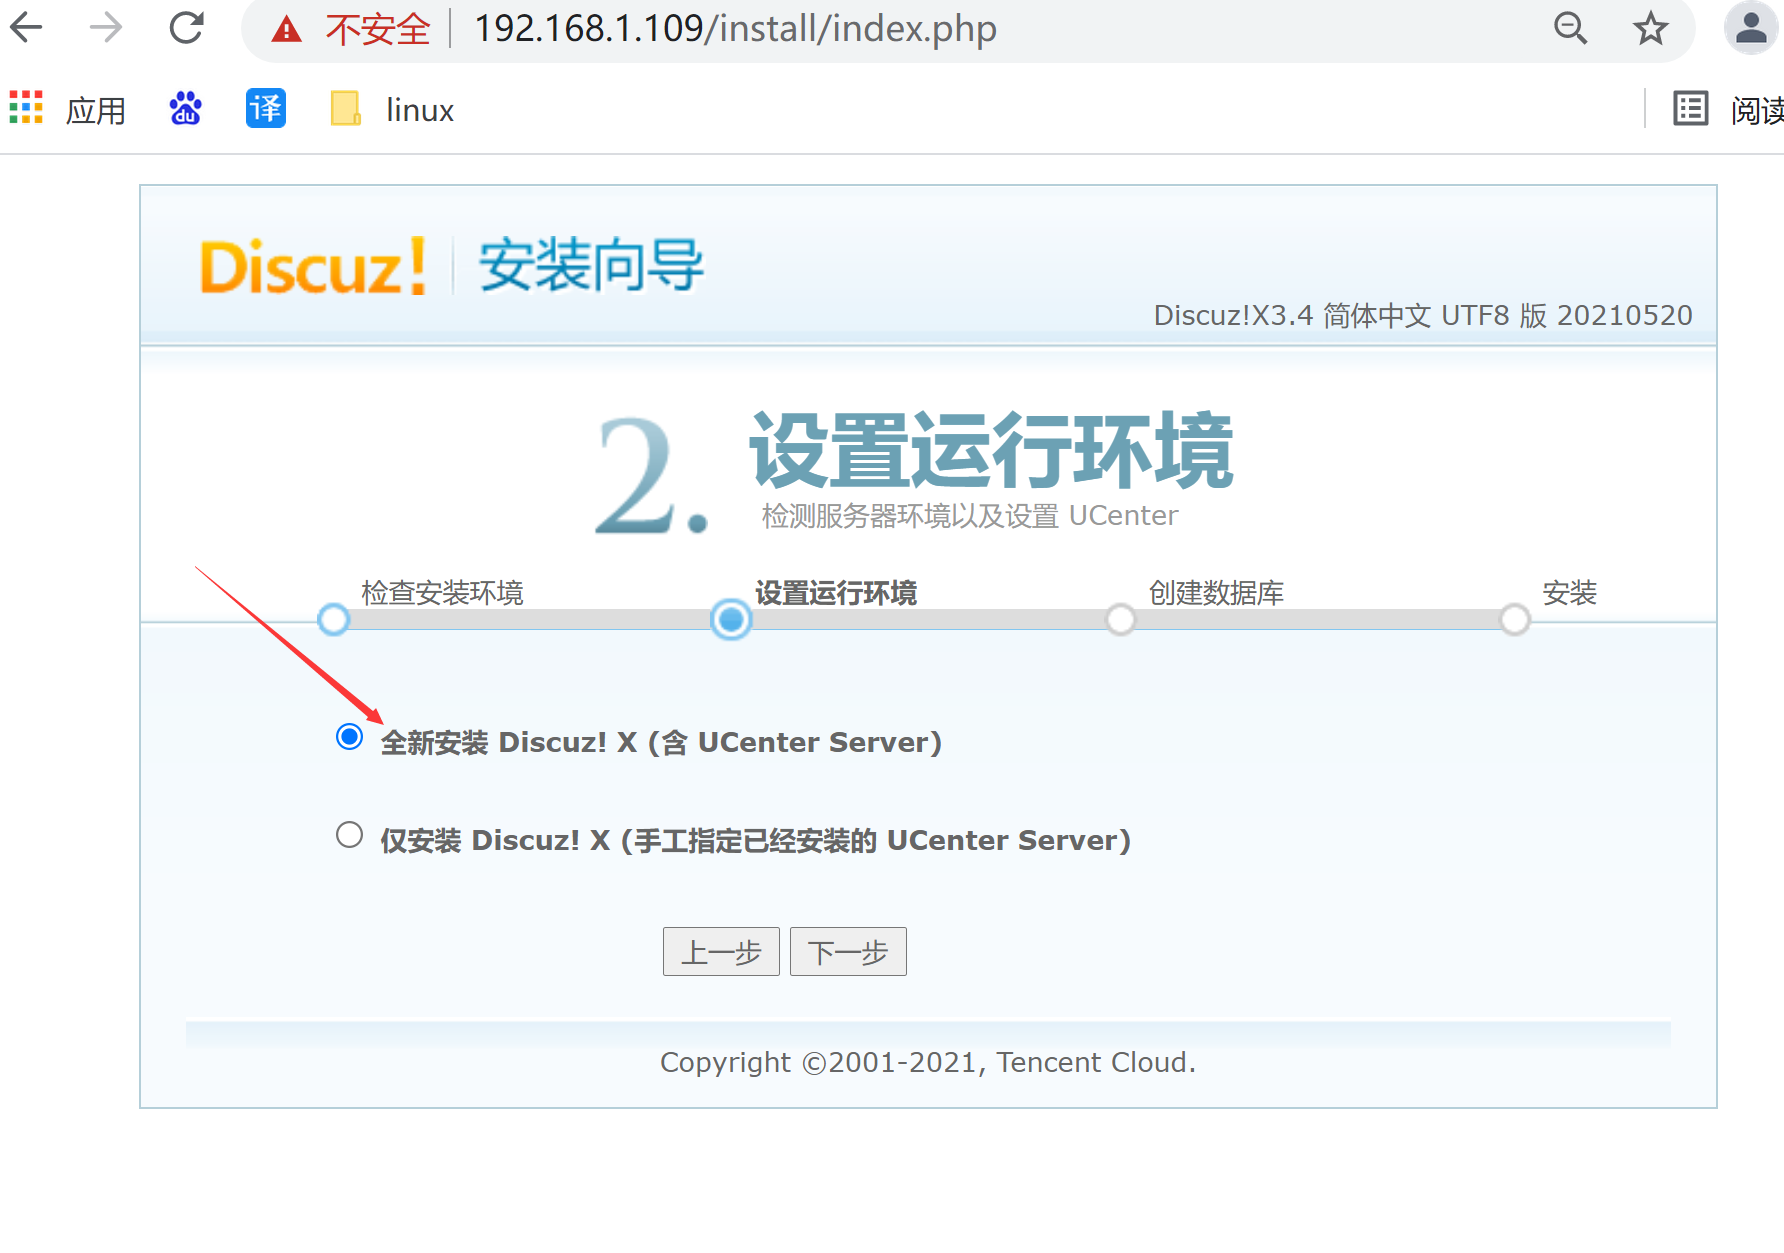 不安全 192.168.1.109/install/index.php
应用 du 译 linux 阅读
Discuz! 安装向导
Discuz!X3.4 简体中文 UTF8 版 20210520
2. 设置运行环境
检测服务器环境以及设置 UCenter
检查安装环境 设置运行环境 创建数据库 安装
全新安装 Discuz! X (含 UCenter Server)
仅安装 Discuz! X (手工指定已经安装的 UCenter Server)
上一步 下一步
Copyright ©2001-2021, Tencent Cloud.